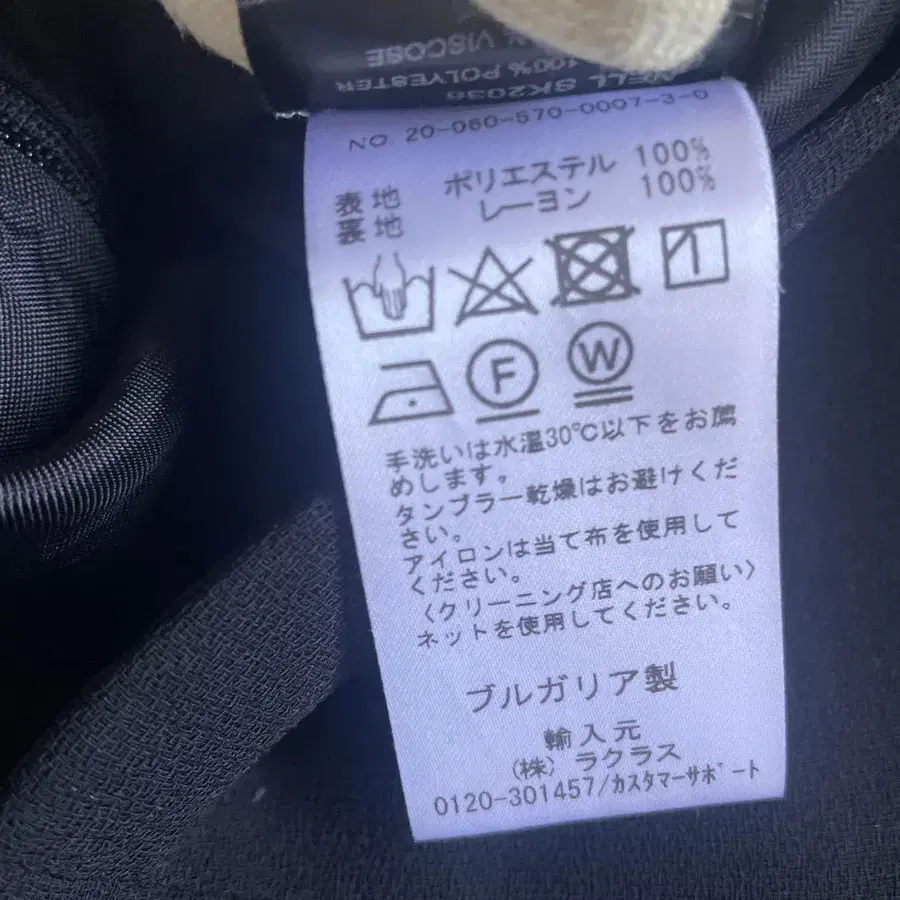 VISCOSE
100% POLYESTER
ELL SK2036
NO. 20-060-570-0007-3-0
表地 ポリエステル 100%
裏地 レーヨン 100%
F
W
手洗いは水温30℃以下をお薦
めします。
タンブラー乾燥はお避けくだ
さい。
アイロンは当て布を使用して
ください。
〈クリーニング店へのお願い〉
ネットを使用してください。
ブルガリア製
輸入元
(株) ラクラス
0120-301457/ｶｽﾀﾏｰｻﾎﾟｰﾄ